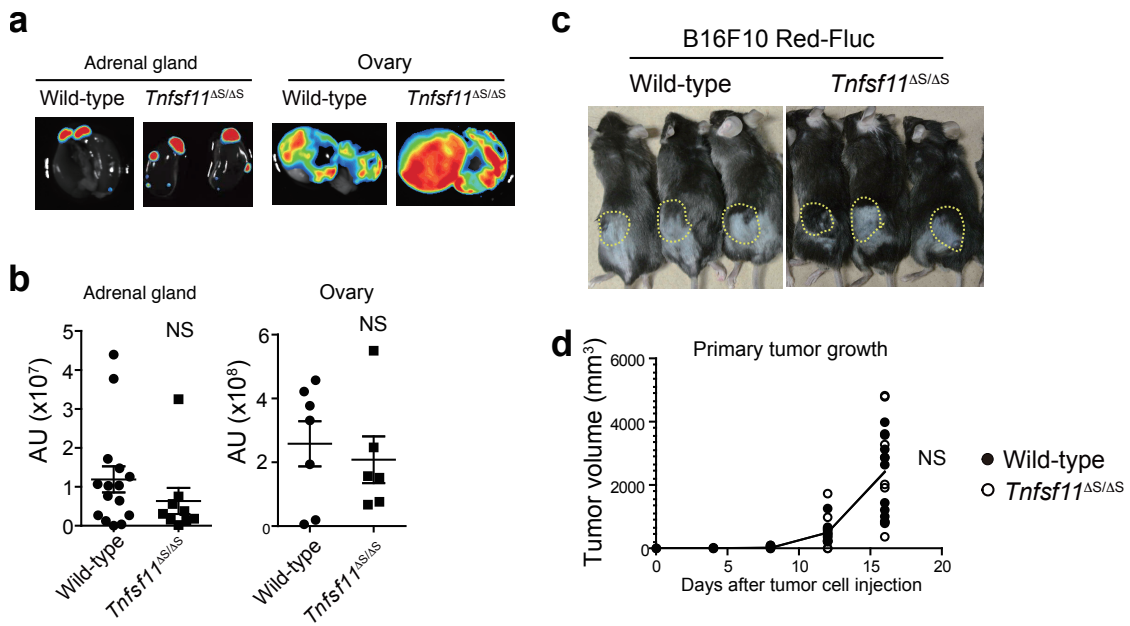 a
Adrenal gland
Ovary
Wild-type
Tnfsf11ΔS/ΔS
Wild-type
Tnfsf11ΔS/ΔS
b
Adrenal gland
NS
AU (x10⁷)
5
4
3
2
1
0
Wild-type
Tnfsf11ΔS/ΔS
Ovary
NS
AU (x10⁸)
6
4
2
0
Wild-type
Tnfsf11ΔS/ΔS
c
B16F10 Red-Fluc
Wild-type
Tnfsf11ΔS/ΔS
d
Primary tumor growth
Tumor volume (mm³)
6000
4000
2000
0
NS
Wild-type
Tnfsf11ΔS/ΔS
0 5 10 15 20
Days after tumor cell injection